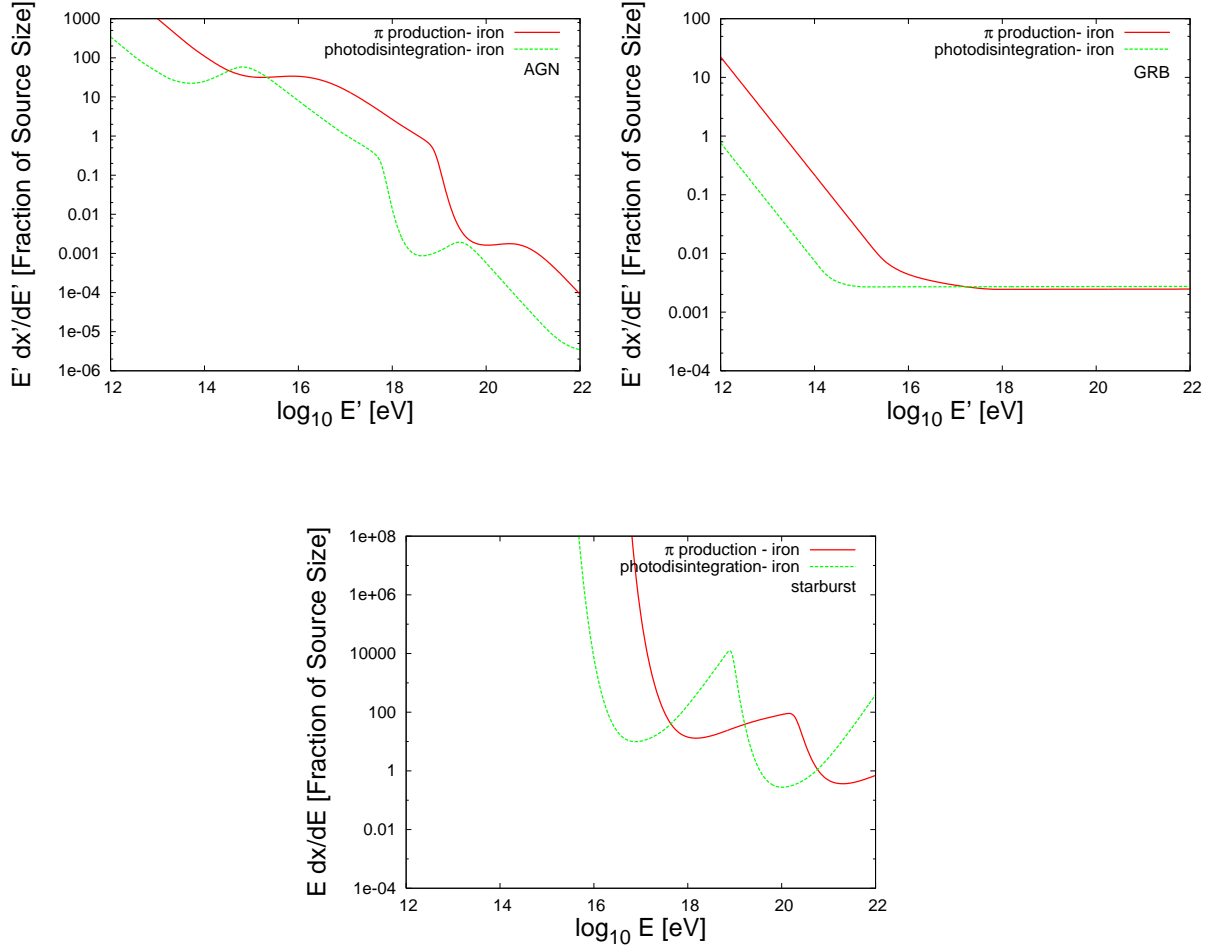 E' dx'/dE' [Fraction of Source Size]
1000
100
10
1
0.1
0.01
0.001
1e-04
1e-05
1e-06
12 14 16 18 20 22
log10 E' [eV]
π production- iron
photodisintegration- iron
AGN
E' dx'/dE' [Fraction of Source Size]
100
10
1
0.1
0.01
0.001
1e-04
12 14 16 18 20 22
log10 E' [eV]
π production- iron
photodisintegration- iron
GRB
E dx/dE [Fraction of Source Size]
1e+08
1e+06
10000
100
1
0.01
1e-04
12 14 16 18 20 22
log10 E [eV]
π production - iron
photodisintegration- iron
starburst